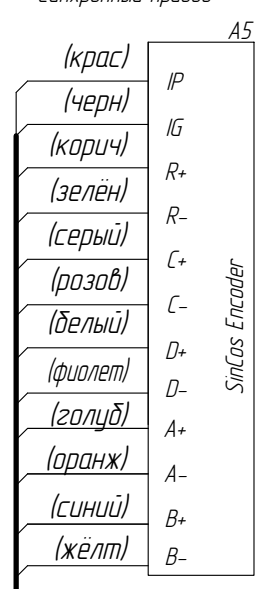 A5
(крас) IP
(черн) IG
(корич) R+
(зелён) R-
(серый) C+
(розов) C-
(белый) D+
(фиолет) D-
(голуб) A+
(оранж) A-
(синий) B+
(жёлт) B-
SinCos Encoder